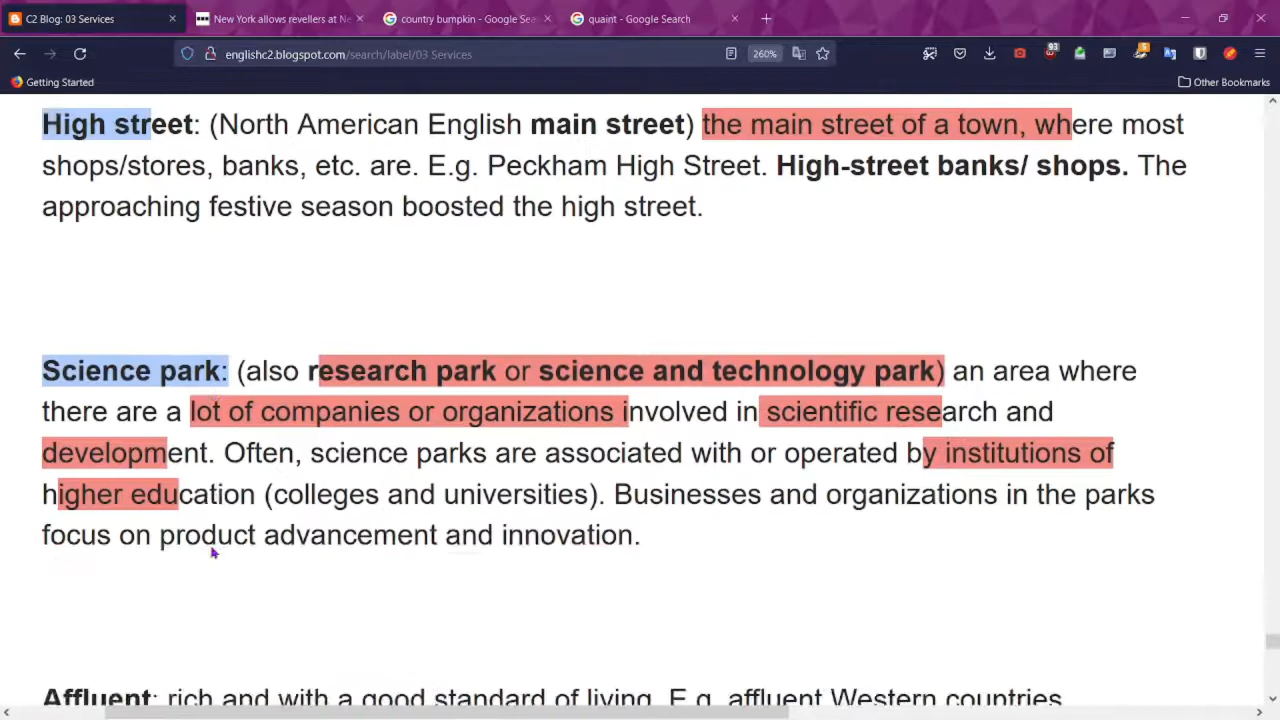 C2 Blog: 03 Services
New York allows revellers at Ne
country bumpkin - Google Sea
quaint - Google Search
englishc2.blogspot.com/search/label/03 Services
260%
93
5
Getting Started
Other Bookmarks
High street: (North American English main street) the main street of a town, where most
shops/stores, banks, etc. are. E.g. Peckham High Street. High-street banks/ shops. The
approaching festive season boosted the high street.
Science park: (also research park or science and technology park) an area where
there are a lot of companies or organizations involved in scientific research and
development. Often, science parks are associated with or operated by institutions of
higher education (colleges and universities). Businesses and organizations in the parks
focus on product advancement and innovation.
Affluent: rich and with a good standard of living. E.g. affluent Western countries